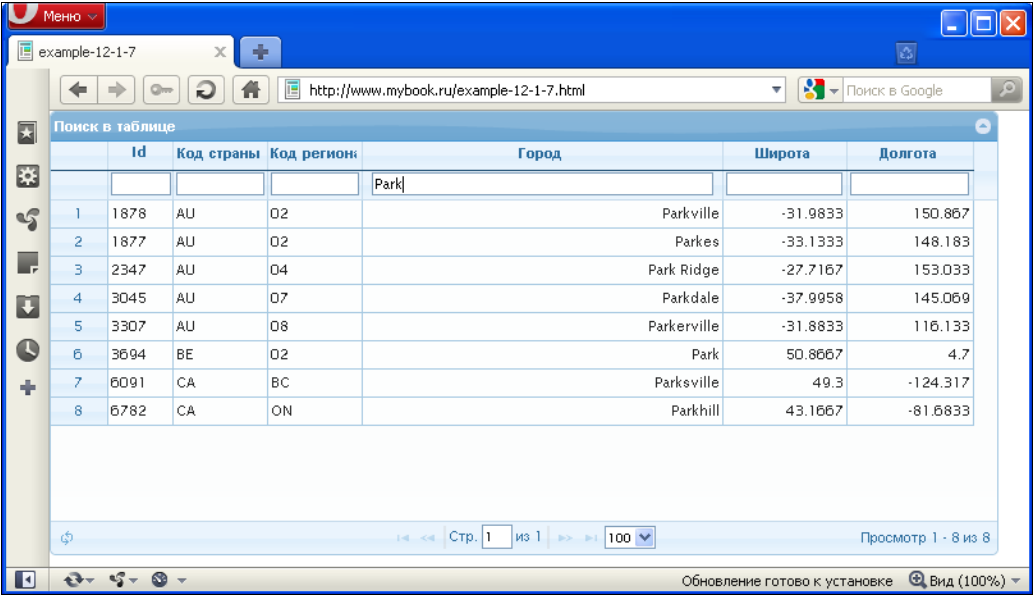 Меню
example-12-1-7
http://www.mybook.ru/example-12-1-7.html
Поиск в Google
Поиск в таблице
Id Код страны Код региона Город Широта Долгота
Park
1 1878 AU 02 Parkville -31.9833 150.867
2 1877 AU 02 Parkes -33.1333 148.183
3 2347 AU 04 Park Ridge -27.7167 153.033
4 3045 AU 07 Parkdale -37.9958 145.069
5 3307 AU 08 Parkerville -31.8833 116.133
6 3694 BE 02 Park 50.8667 4.7
7 6091 CA BC Parksville 49.3 -124.317
8 6782 CA ON Parkhill 43.1667 -81.6833
Стр. 1 из 1 100 Просмотр 1 - 8 из 8
Обновление готово к установке Вид (100%)